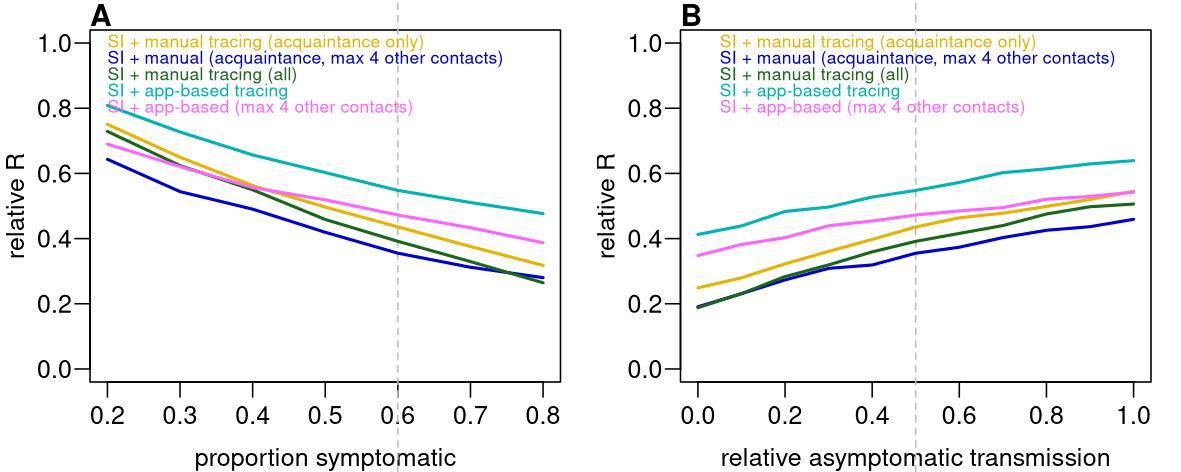 A
SI + manual tracing (acquaintance only)
SI + manual (acquaintance, max 4 other contacts)
SI + manual tracing (all)
SI + app-based tracing
SI + app-based (max 4 other contacts)
relative R
1.0
0.8
0.6
0.4
0.2
0.0
0.2 0.3 0.4 0.5 0.6 0.7 0.8
proportion symptomatic
B
SI + manual tracing (acquaintance only)
SI + manual (acquaintance, max 4 other contacts)
SI + manual tracing (all)
SI + app-based tracing
SI + app-based (max 4 other contacts)
relative R
1.0
0.8
0.6
0.4
0.2
0.0
0.0 0.2 0.4 0.6 0.8 1.0
relative asymptomatic transmission